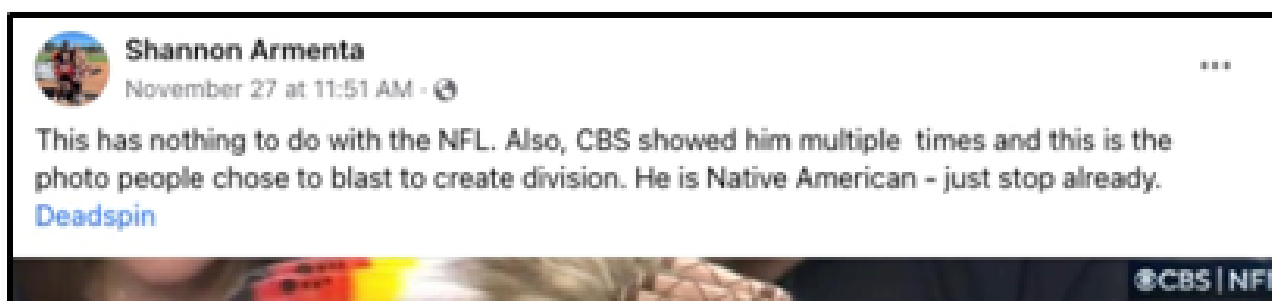 Shannon Armenta
November 27 at 11:51 AM ·
This has nothing to do with the NFL. Also, CBS showed him multiple times and this is the
photo people chose to blast to create division. He is Native American - just stop already.
Deadspin
CBS | NFL